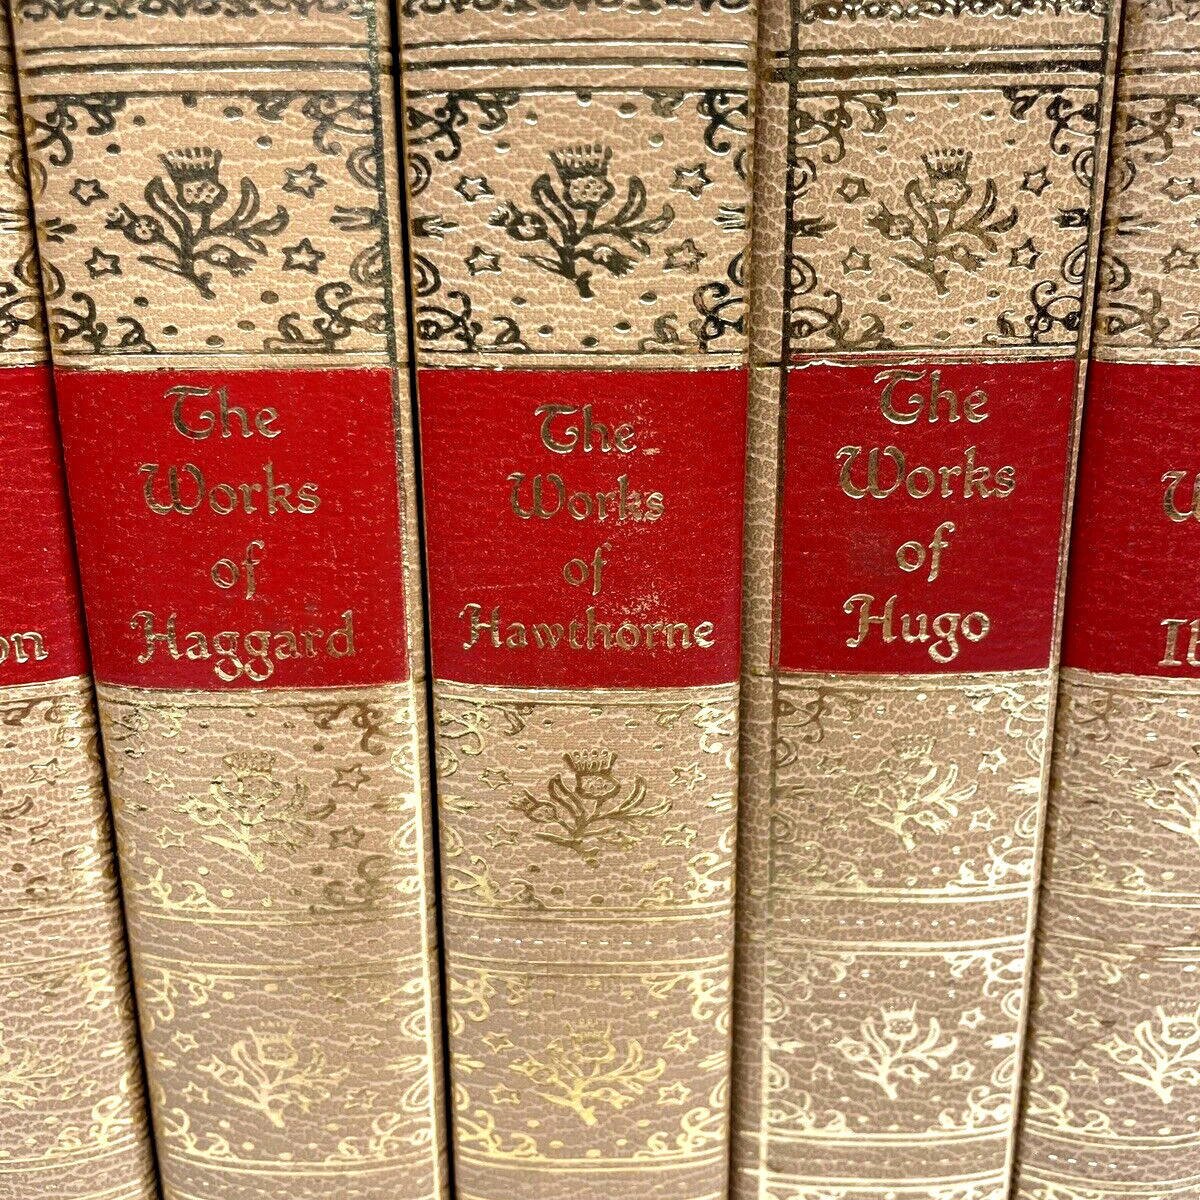 The
Works
of
Haggard
The
Works
of
Hawthorne
The
Works
of
Hugo